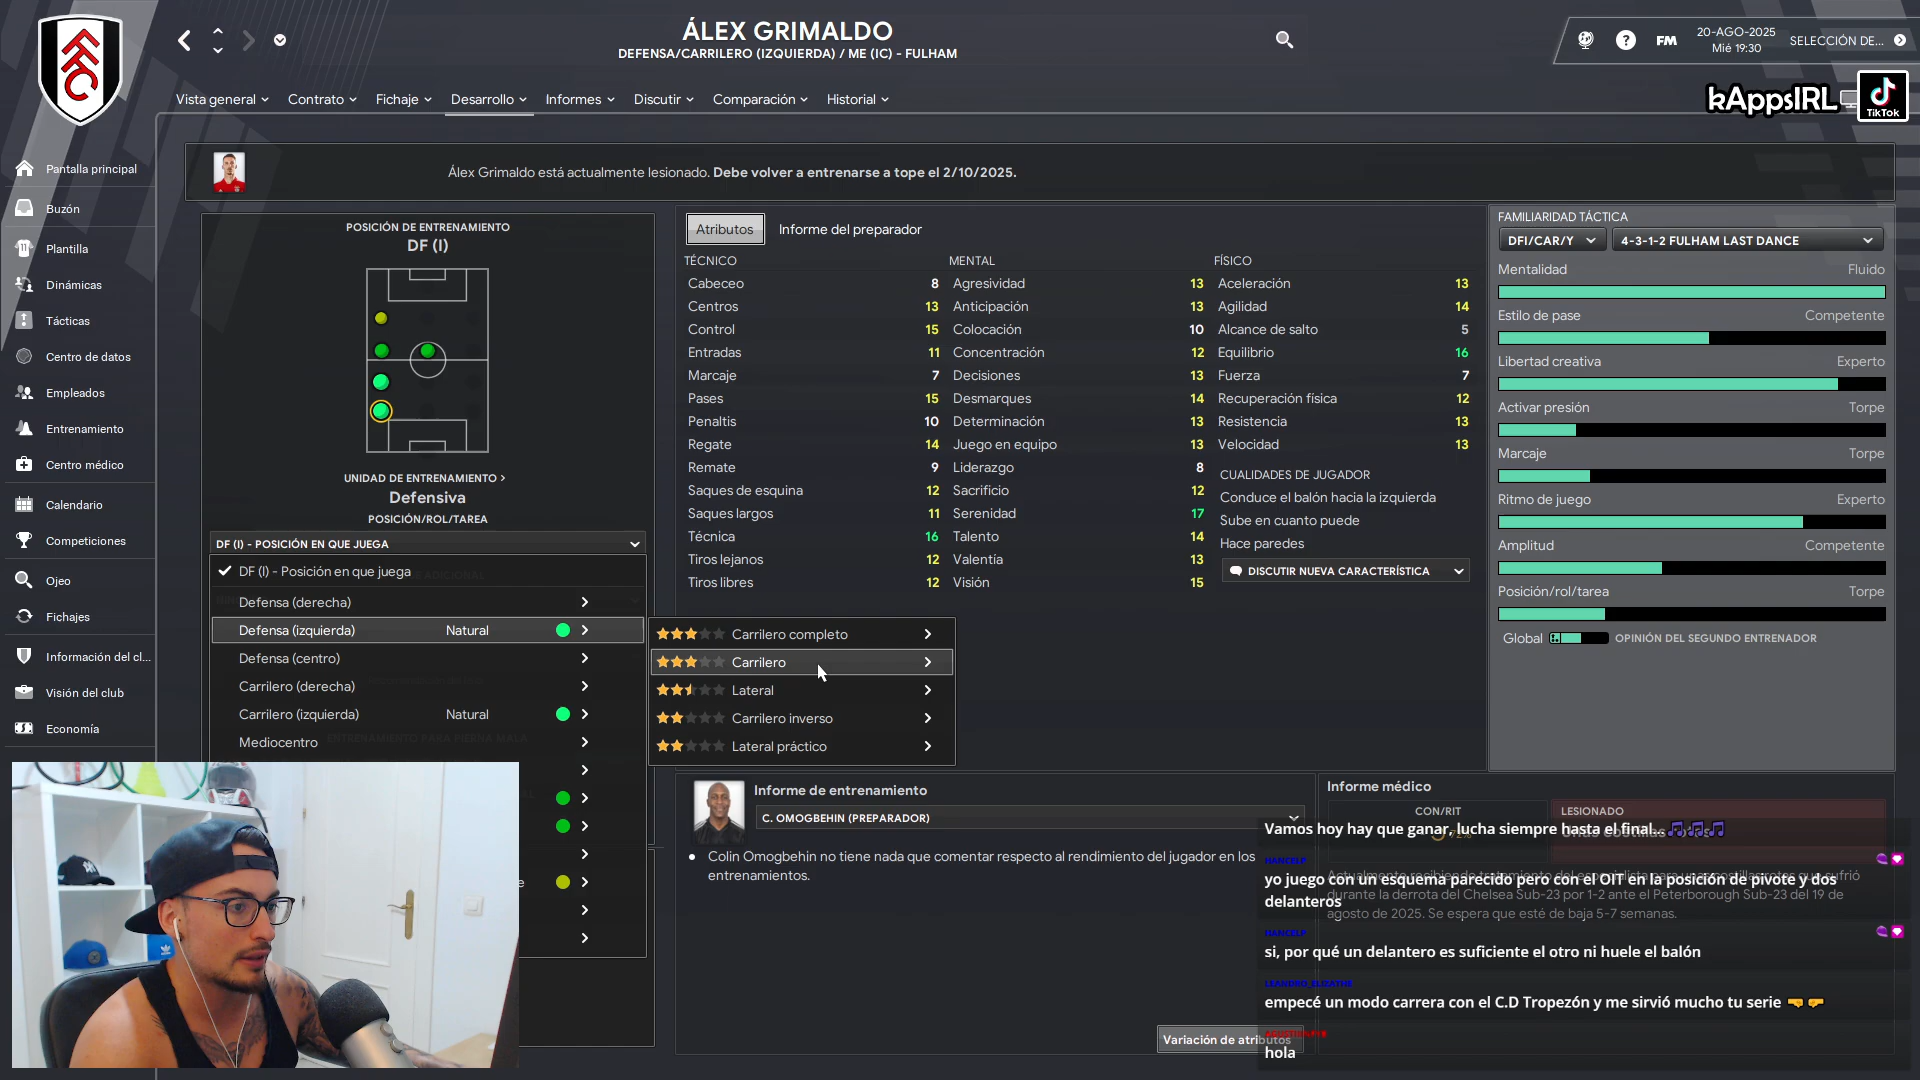 ÁLEX GRIMALDO
DEFENSA/CARRILERO (IZQUIERDA) / ME (IC) - FULHAM
20-AGO-2025
Mié 19:30
SELECCIÓN DE...
FM
Vista general
Contrato
Fichaje
Desarrollo
Informes
Discutir
Comparación
Historial
kAppsIRL
TikTok
Álex Grimaldo está actualmente lesionado. Debe volver a entrenarse a tope el 2/10/2025.
Pantalla principal
Buzón
Plantilla
Dinámicas
Tácticas
Centro de datos
Empleados
Entrenamiento
Centro médico
Calendario
Competiciones
Ojeo
Fichajes
Información del cl...
Visión del club
Economía
POSICIÓN DE ENTRENAMIENTO
DF (I)
UNIDAD DE ENTRENAMIENTO >
Defensiva
POSICIÓN/ROL/TAREA
DF (I) - POSICIÓN EN QUE JUEGA
DF (I) - Posición en que juega
Defensa (derecha)
Defensa (izquierda) Natural
Defensa (centro)
Carrilero (derecha)
Carrilero (izquierda) Natural
Mediocentro
Carrilero completo
Carrilero
Lateral
Carrilero inverso
Lateral práctico
Atributos
Informe del preparador
TÉCNICO
Cabeceo 8
Centros 13
Control 15
Entradas 11
Marcaje 7
Pases 15
Penaltis 10
Regate 14
Remate 9
Saques de esquina 12
Saques largos 11
Técnica 16
Tiros lejanos 12
Tiros libres 12
MENTAL
Agresividad 13
Anticipación 13
Colocación 10
Concentración 12
Decisiones 13
Desmarques 14
Determinación 13
Juego en equipo 13
Liderazgo 8
Sacrificio 12
Serenidad 17
Talento 14
Valentía 13
Visión 15
FÍSICO
Aceleración 13
Agilidad 14
Alcance de salto 5
Equilibrio 16
Fuerza 7
Recuperación física 12
Resistencia 13
Velocidad 13
CUALIDADES DE JUGADOR
Conduce el balón hacia la izquierda
Sube en cuanto puede
Hace paredes
DISCUTIR NUEVA CARACTERÍSTICA
FAMILIARIDAD TÁCTICA
DFI/CAR/Y
4-3-1-2 FULHAM LAST DANCE
Mentalidad Fluido
Estilo de pase Competente
Libertad creativa Experto
Activar presión Torpe
Marcaje Torpe
Ritmo de juego Experto
Amplitud Competente
Posición/rol/tarea Torpe
Global OPINIÓN DEL SEGUNDO ENTRENADOR
Informe de entrenamiento
C. OMOGBEHIN (PREPARADOR)
Colin Omogbehin no tiene nada que comentar respecto al rendimiento del jugador en los
entrenamientos.
Variación de atributos
Informe médico
CON/RIT
LESIONADO
agosto de 2025. Se espera que esté de baja 5-7 semanas.
durante la derrota del Chelsea Sub-23 por 1-2 ante el Peterborough Sub-23 del 19 de
Vamos hoy hay que ganar, lucha siempre hasta el final...
HANCELP
yo juego con un esquema parecido pero con el OIT en la posición de pivote y dos
delanteros
HANCELP
si, por qué un delantero es suficiente el otro ni huele el balón
empecé un modo carrera con el C.D Tropezón y me sirvió mucho tu serie
hola